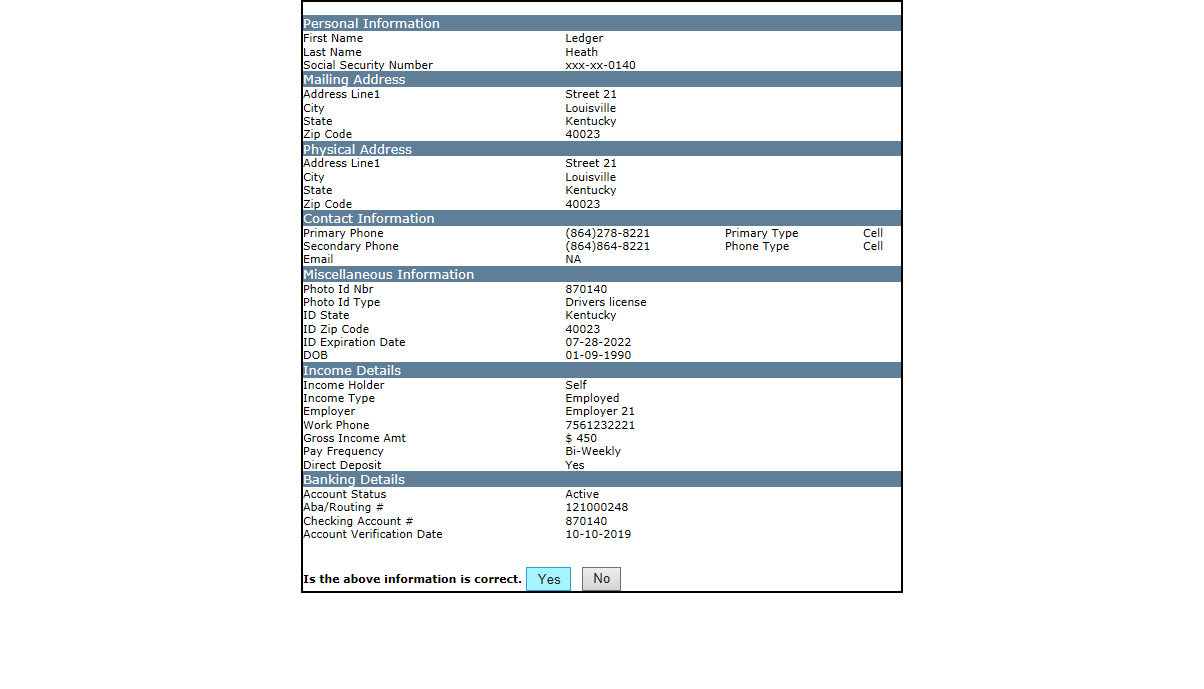 Personal Information
First Name Ledger
Last Name Heath
Social Security Number xxx-xx-0140
Mailing Address
Address Line1 Street 21
City Louisville
State Kentucky
Zip Code 40023
Physical Address
Address Line1 Street 21
City Louisville
State Kentucky
Zip Code 40023
Contact Information
Primary Phone (864)278-8221 Primary Type Cell
Secondary Phone (864)864-8221 Phone Type Cell
Email NA
Miscellaneous Information
Photo Id Nbr 870140
Photo Id Type Drivers license
ID State Kentucky
ID Zip Code 40023
ID Expiration Date 07-28-2022
DOB 01-09-1990
Income Details
Income Holder Self
Income Type Employed
Employer Employer 21
Work Phone 7561232221
Gross Income Amt $ 450
Pay Frequency Bi-Weekly
Direct Deposit Yes
Banking Details
Account Status Active
Aba/Routing # 121000248
Checking Account # 870140
Account Verification Date 10-10-2019
Is the above information is correct. Yes No